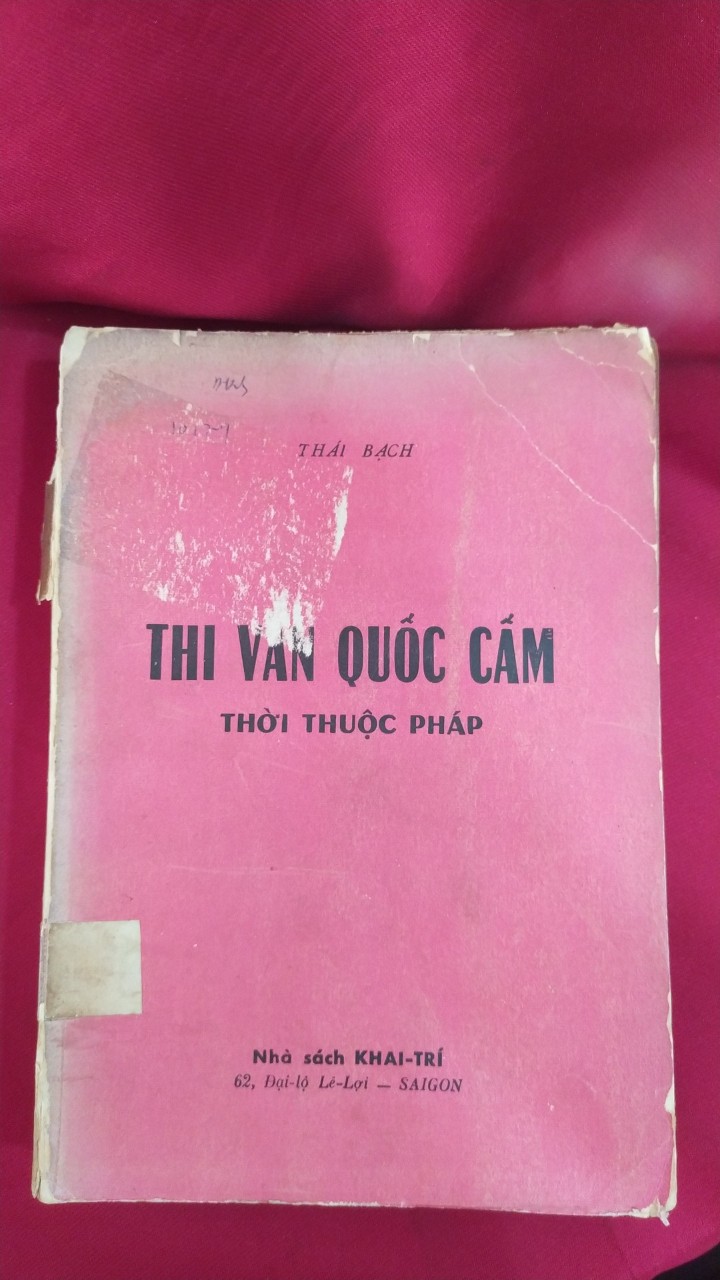 THÁI BẠCH
THI VĂN QUỐC CẤM
THỜI THUỘC PHÁP
Nhà sách KHAI-TRÍ
62, Đại-lộ Lê-Lợi — SAIGON